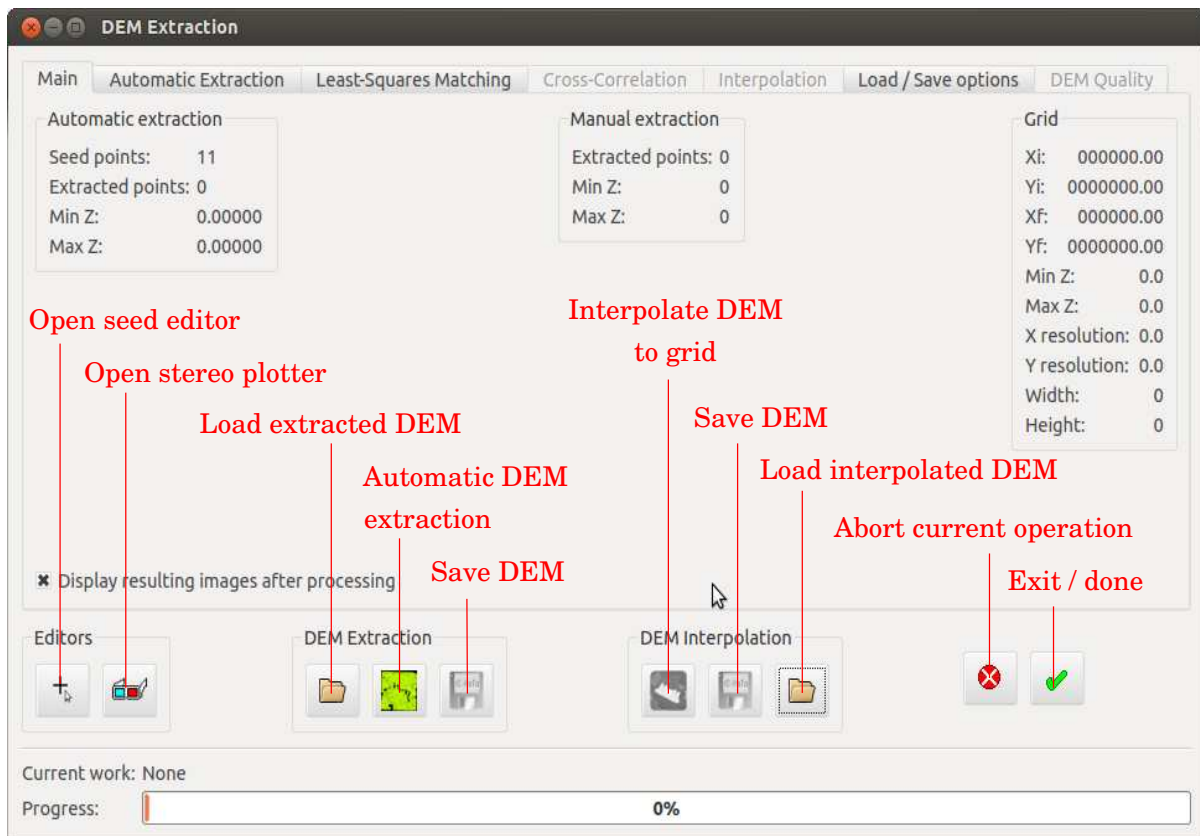 DEM Extraction
Main Automatic Extraction Least-Squares Matching Cross-Correlation Interpolation Load / Save options DEM Quality
Automatic extraction
Seed points: 11
Extracted points: 0
Min Z: 0.00000
Max Z: 0.00000
Manual extraction
Extracted points: 0
Min Z: 0
Max Z: 0
Grid
Xi: 000000.00
Yi: 0000000.00
Xf: 000000.00
Yf: 0000000.00
Min Z: 0.0
Max Z: 0.0
X resolution: 0.0
Y resolution: 0.0
Width: 0
Height: 0
Open seed editor
Open stereo plotter
Load extracted DEM
Automatic DEM
extraction
Save DEM
Interpolate DEM
to grid
Save DEM
Load interpolated DEM
Abort current operation
Exit / done
Display resulting images after processing
Editors
DEM Extraction
DEM Interpolation
Current work: None
Progress: 0%